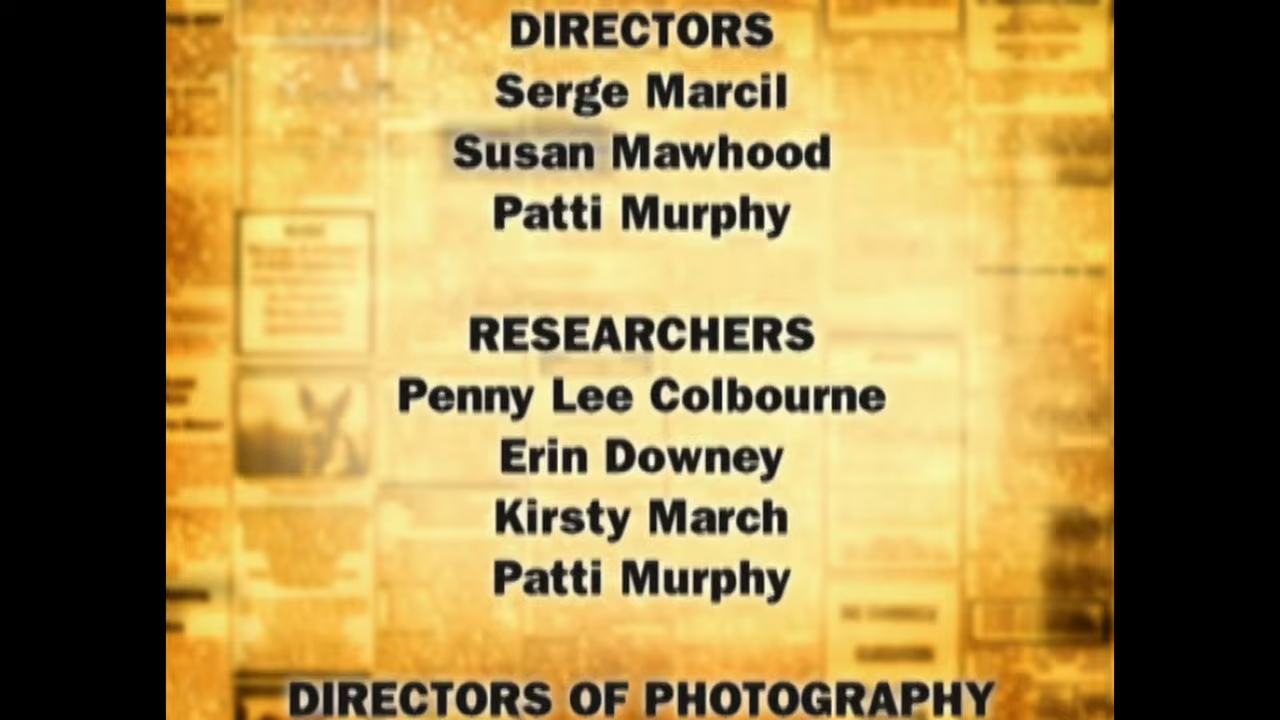 DIRECTORS
Serge Marcil
Susan Mawhood
Patti Murphy
RESEARCHERS
Penny Lee Colbourne
Erin Downey
Kirsty March
Patti Murphy
DIRECTORS OF PHOTOGRAPHY